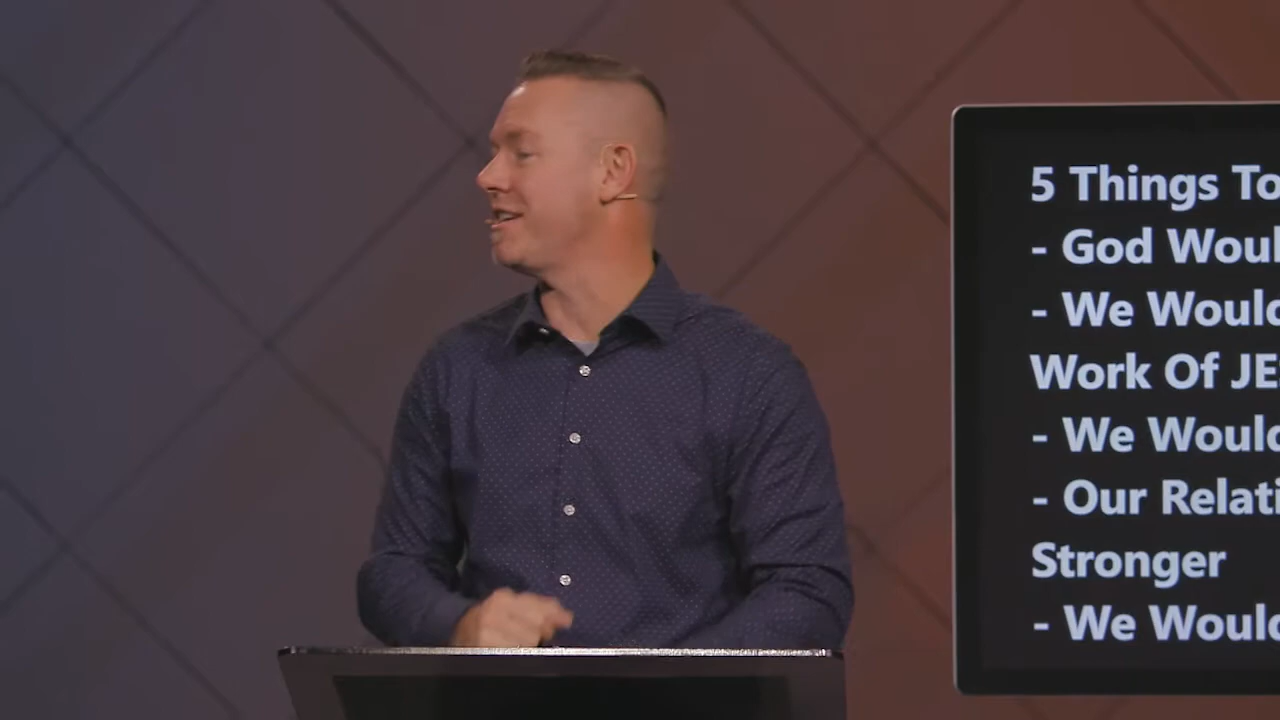 5 Things To
- God Woul
- We Would
Work Of JE
- We Would
- Our Relati
Stronger
- We Would